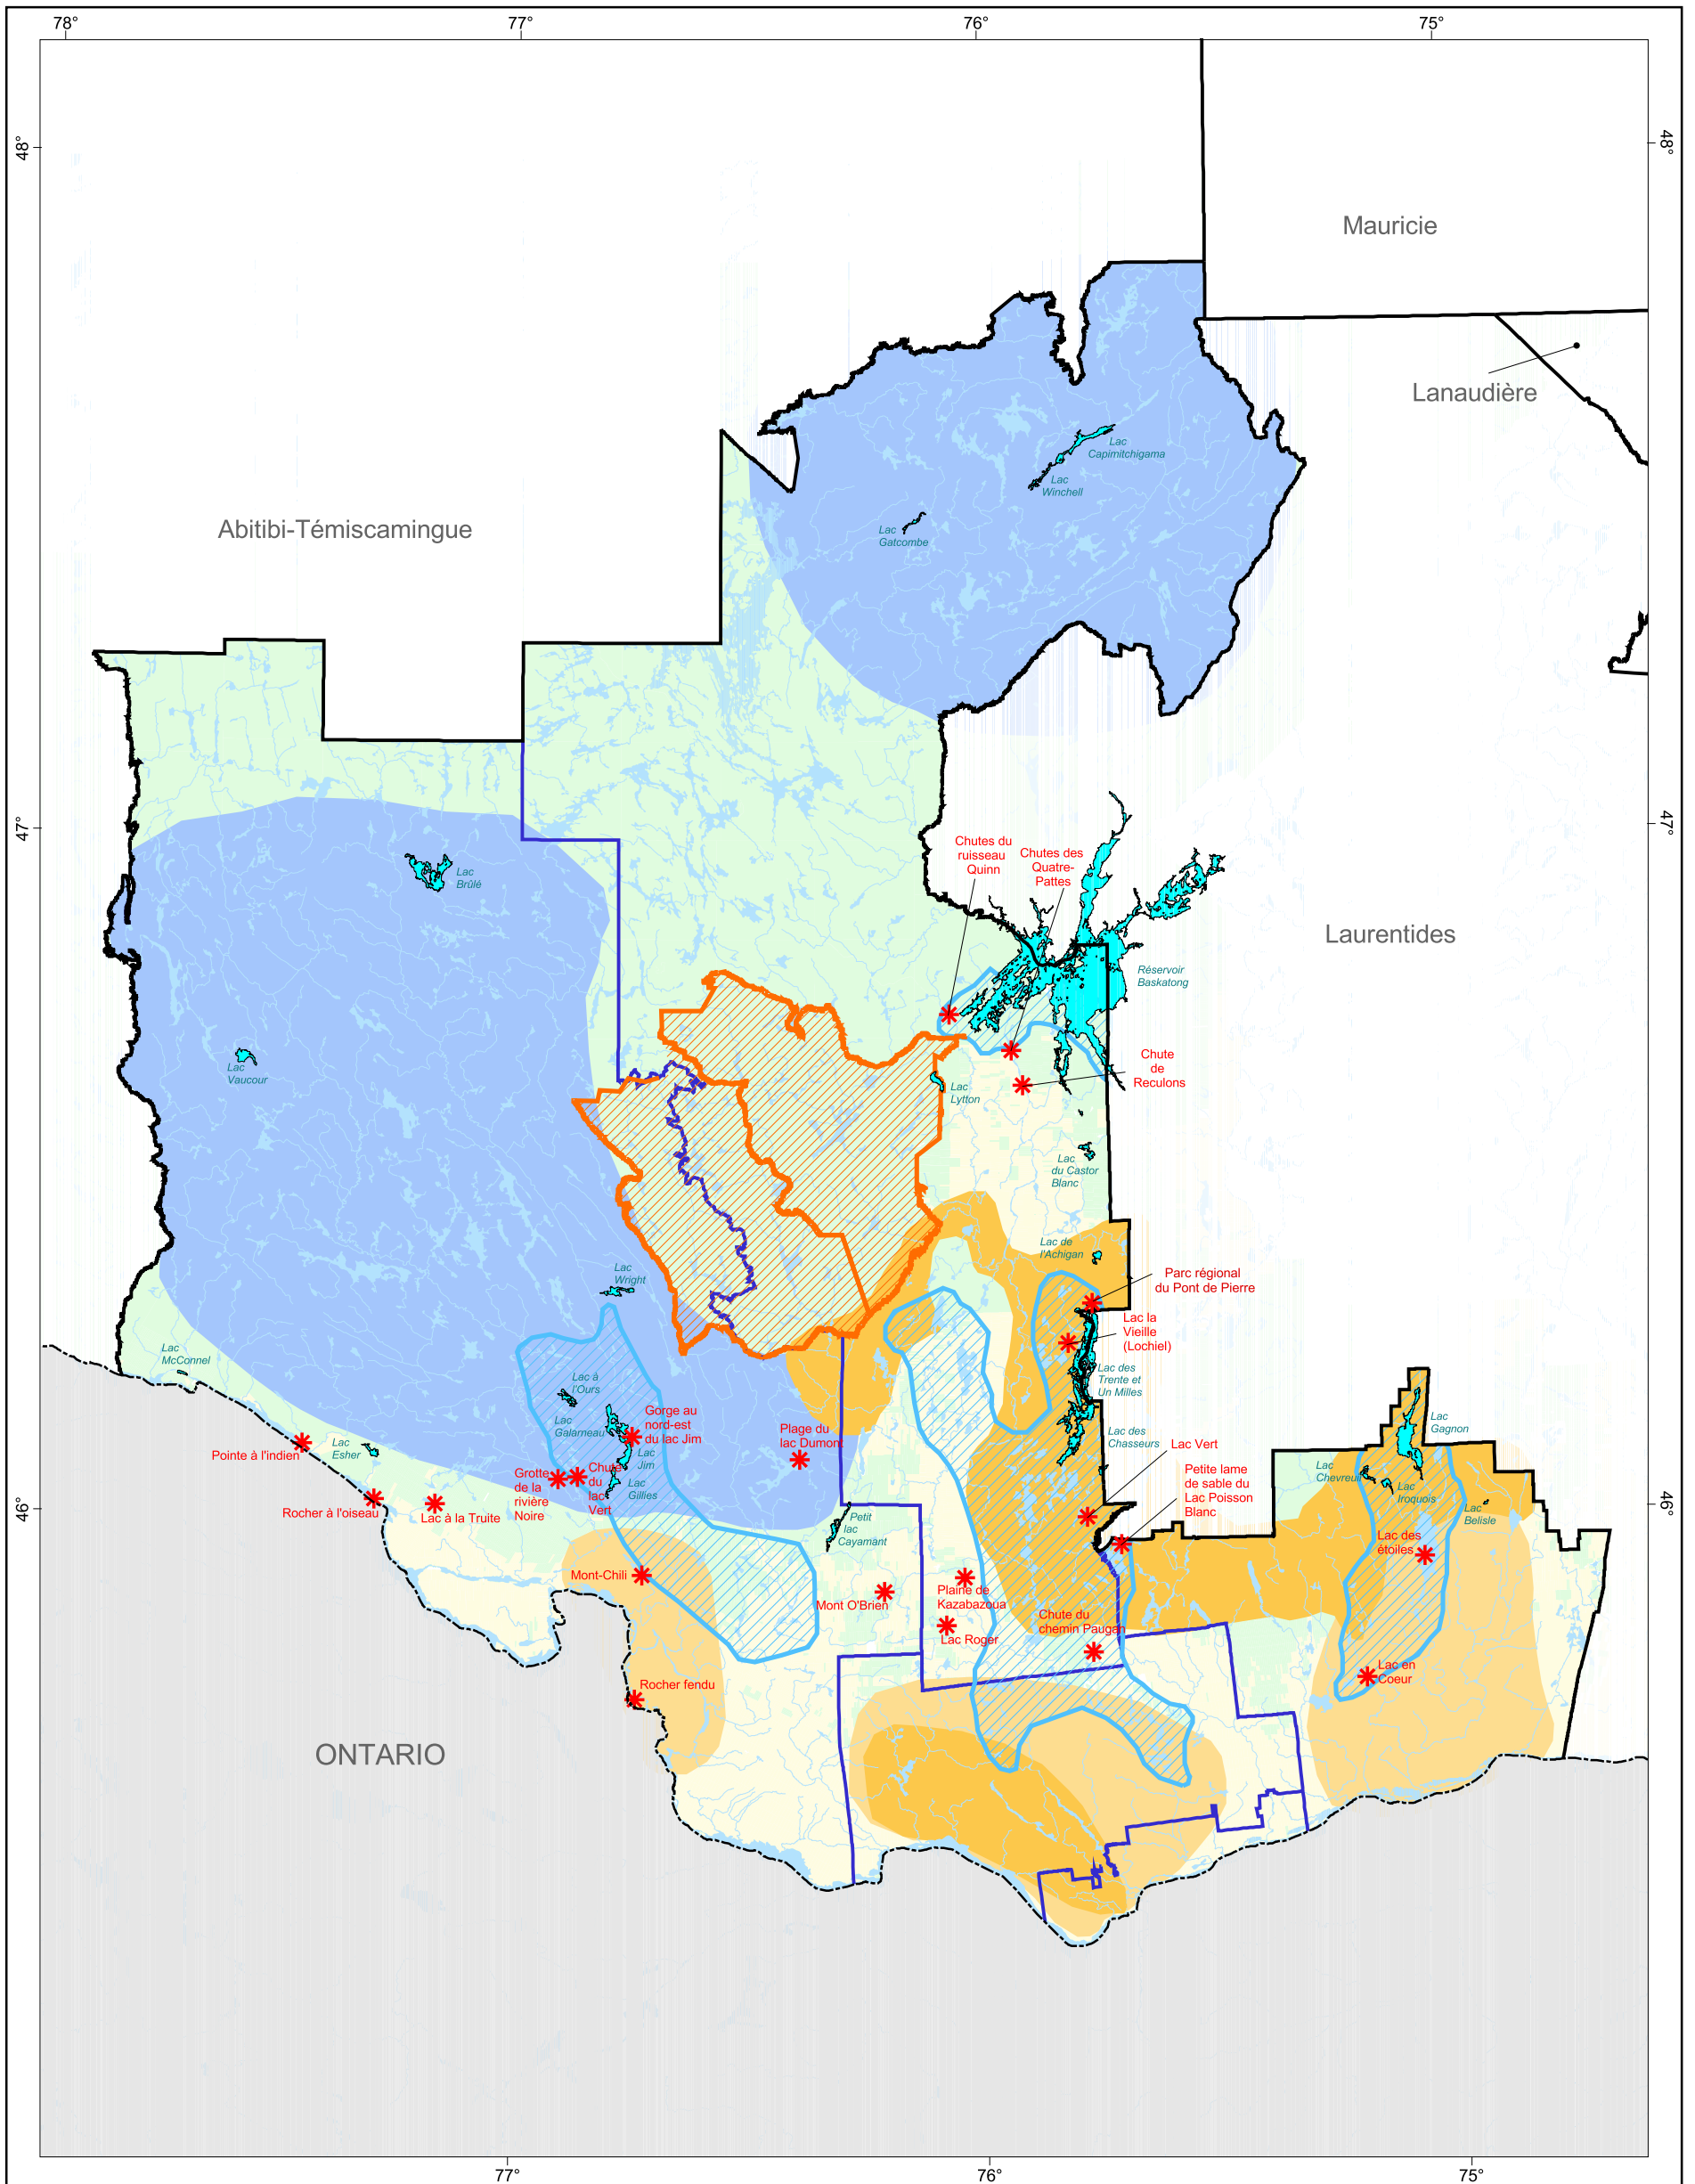 78°
77°
76°
75°
48°
48°
Mauricie
Lanaudière
Lac
Capimitchigama
Lac
Winchell
Lac
Gatcombe
Abitibi-Témiscamingue
47°
47°
Chutes du
ruisseau
Quinn
Chutes des
Quatre-
Pattes
Lac
Brûlé
Laurentides
Réservoir
Baskatong
Lac
Vaucour
Chute
de
Reculons
Lac
Lytton
Lac
du Castor
Blanc
Lac de
l'Achigan
Parc régional
du Pont de Pierre
Lac
Wright
Lac la
Vieille
(Lochiel)
Lac
McConnel
Lac des
Trente et
Un Milles
Lac à
l'Ours
Lac
Galarneau
Gorge au
nord-est
du lac Jim
Lac
Jim
Lac
Gillies
Plage du
lac Dumont
Lac des
Chasseurs
Lac
Gagnon
Pointe à l'indien
Lac
Esher
Lac Vert
Petite lame
de sable du
Lac Poisson
Blanc
Lac
Chevreuil
Lac
Iroquois
Lac
Belisle
Grotte
de la
rivière
Noire
Chute
du
lac
Vert
Rocher à l'oiseau
Lac à la Truite
46°
46°
Petit
lac
Cayamant
Lac des
étoiles
Mont-Chili
Mont O'Brien
Plaine de
Kazabazoua
Lac Roger
Chute du
chemin Paugan
Lac en
Coeur
Rocher fendu
ONTARIO
77°
76°
75°